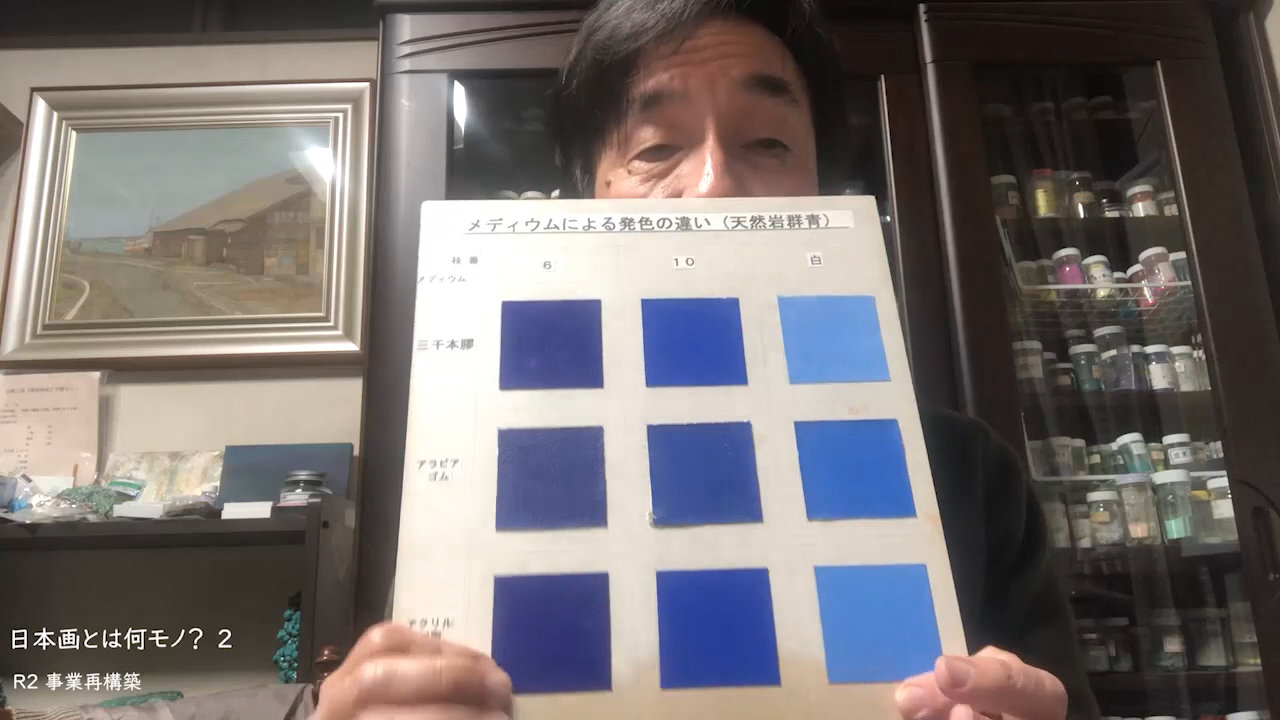 メディウムによる発色の違い（天然岩群青）
枝番 6 10 白
メディウム
三千本膠
アラビア
ゴム
アクリル
日本画とは何モノ? 2
R2 事業再構築